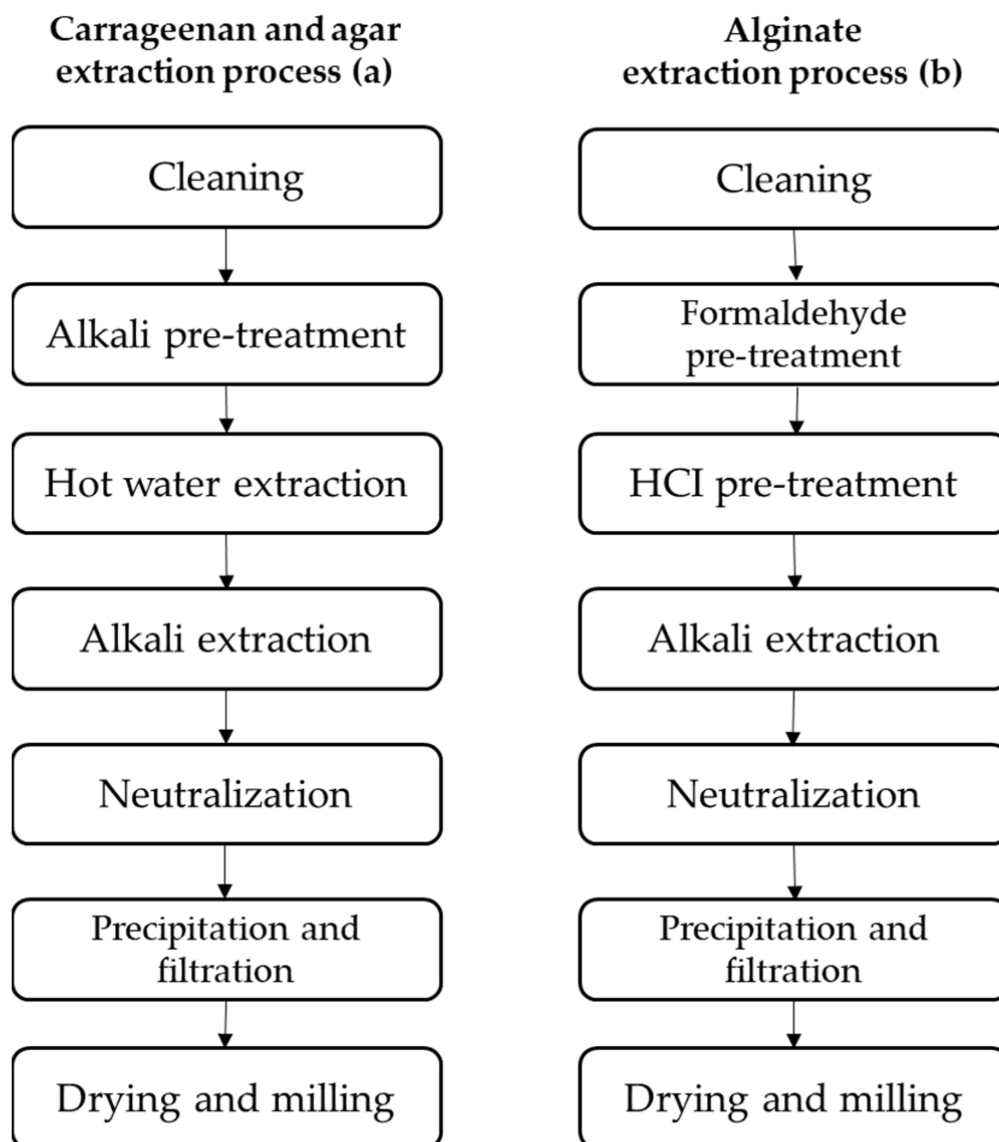 Carrageenan and agar
extraction process (a)
Cleaning
Alkali pre-treatment
Hot water extraction
Alkali extraction
Neutralization
Precipitation and
filtration
Drying and milling
Alginate
extraction process (b)
Cleaning
Formaldehyde
pre-treatment
HCI pre-treatment
Alkali extraction
Neutralization
Precipitation and
filtration
Drying and milling